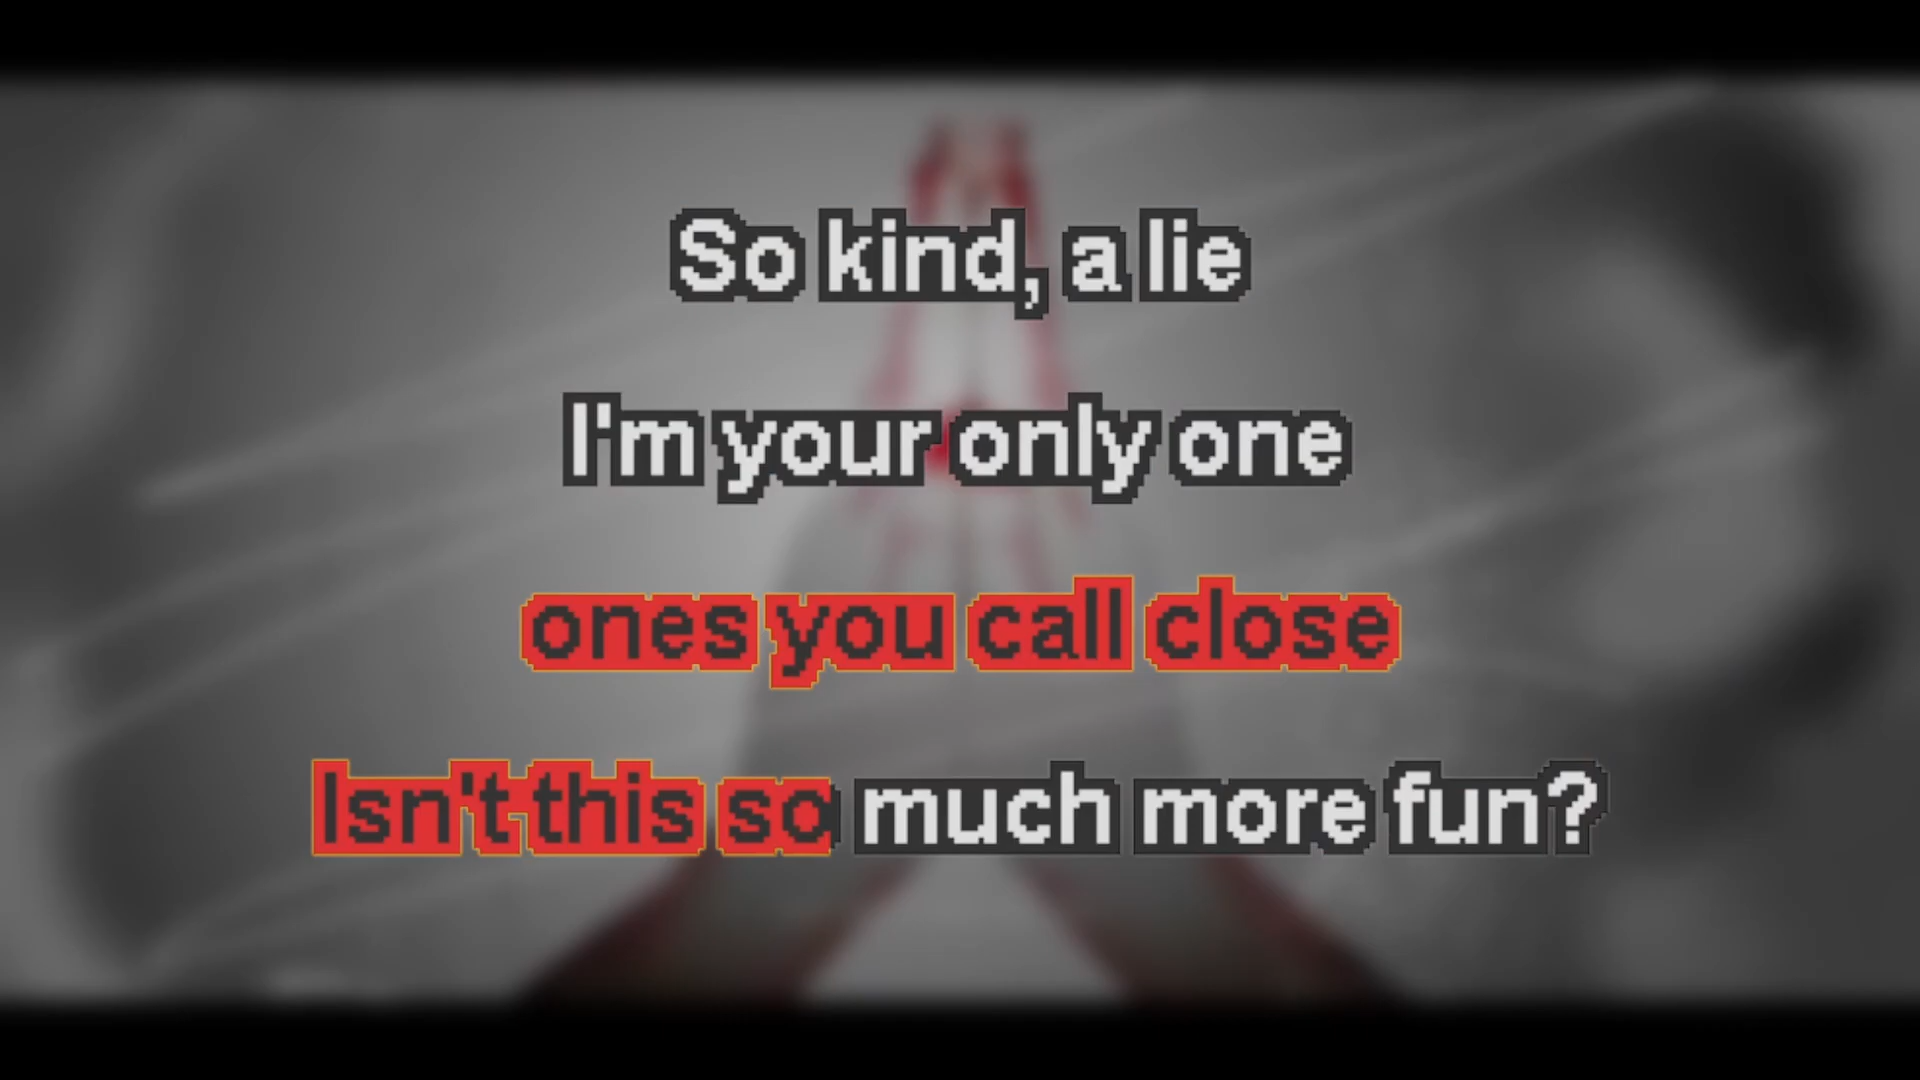 So kind, a lie
I'm your only one
ones you call close
Isn't this so much more fun?